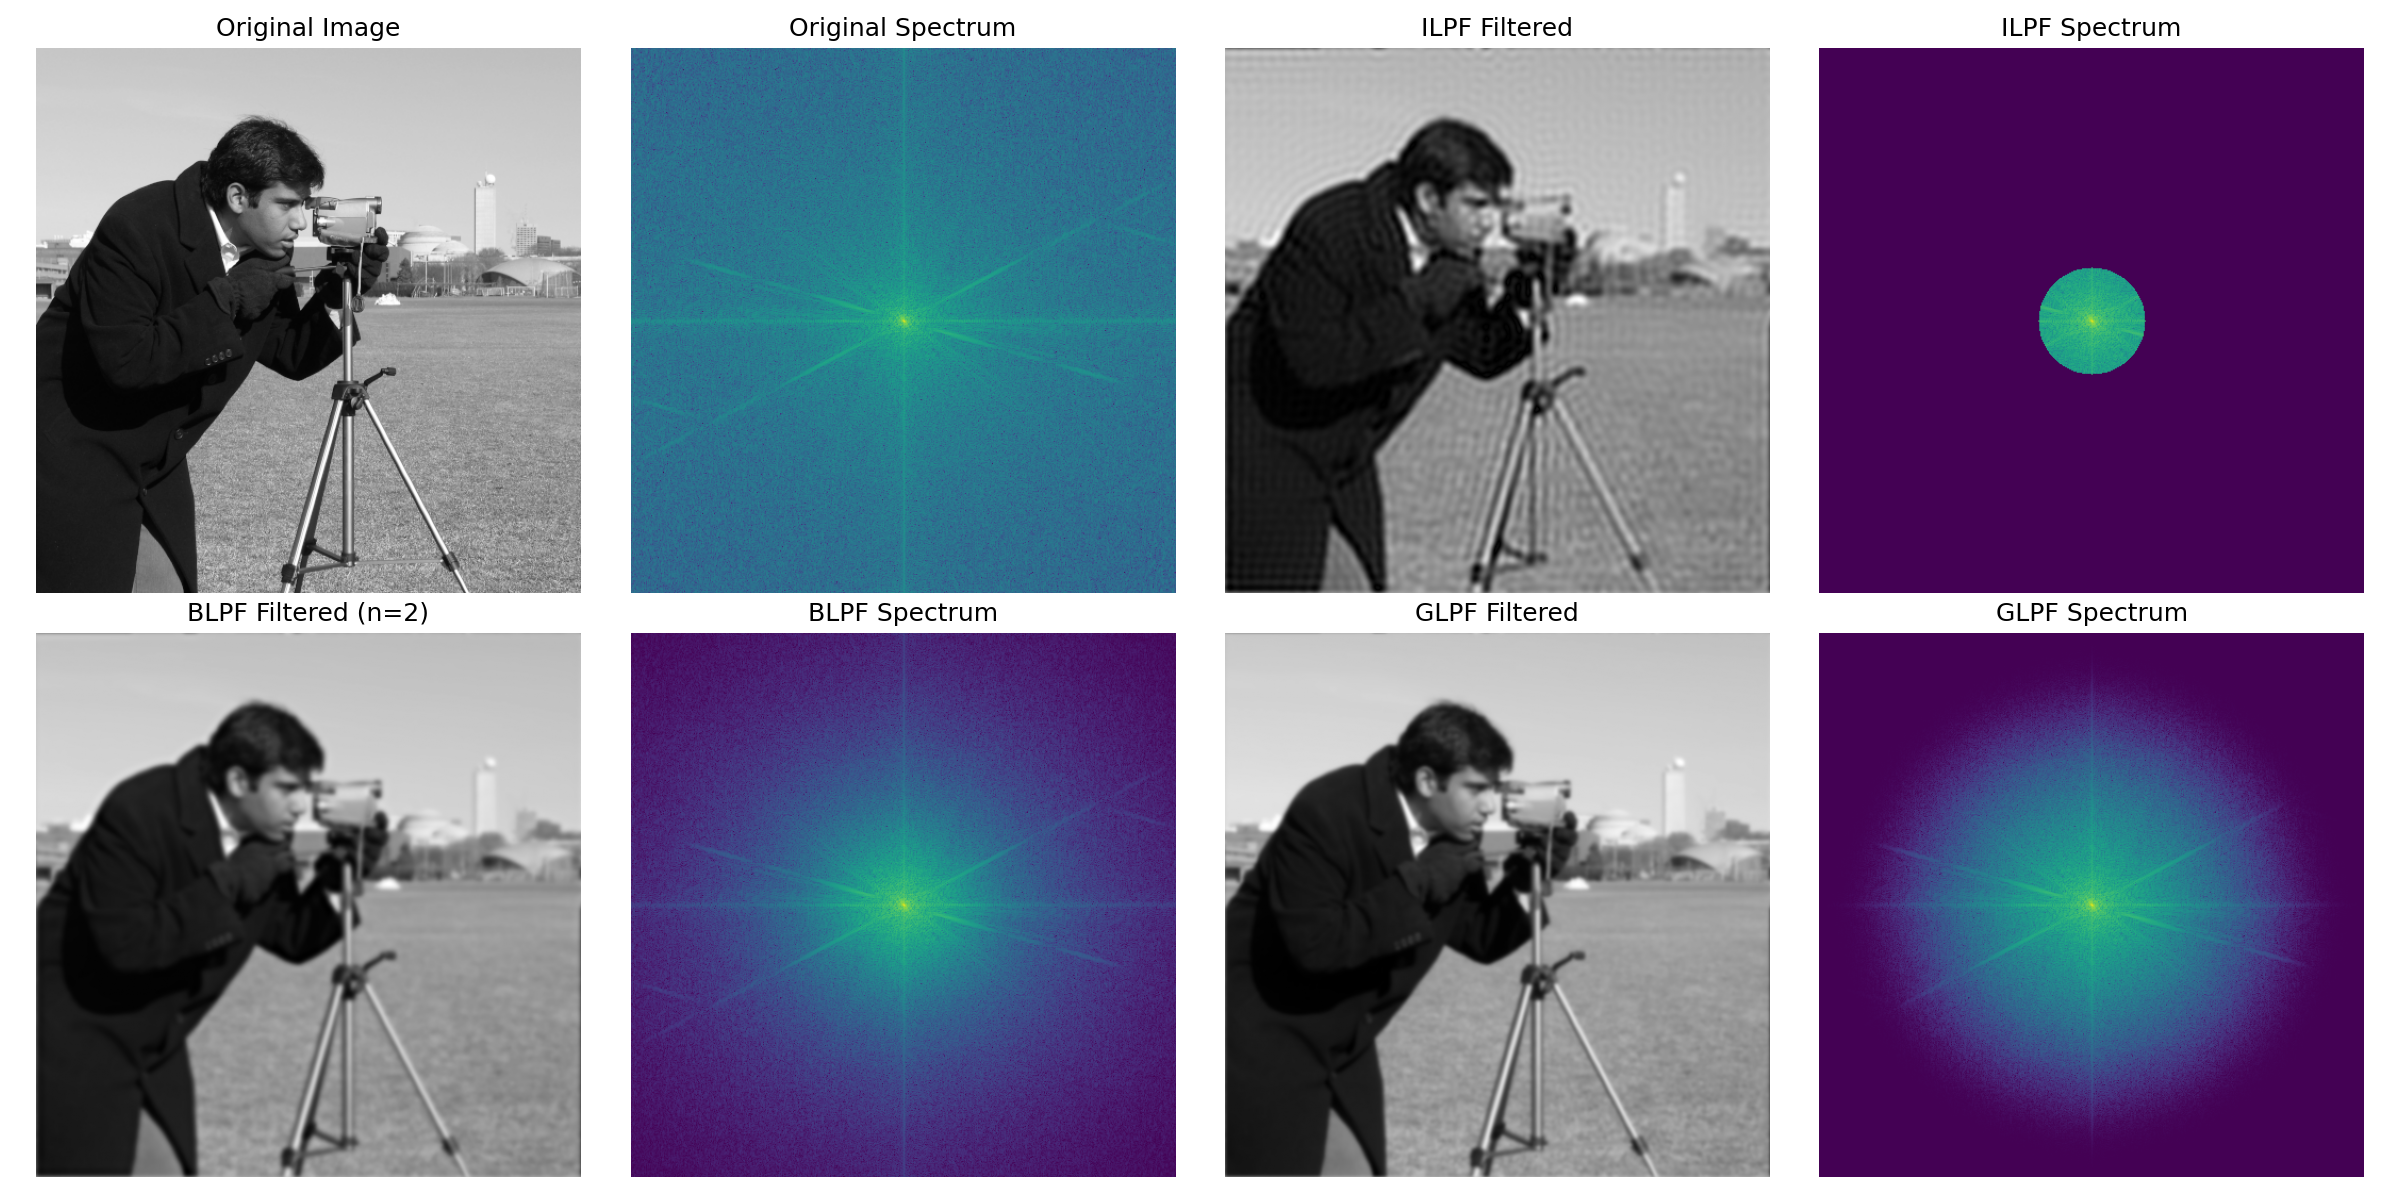 Original Image
Original Spectrum
ILPF Filtered
ILPF Spectrum
BLPF Filtered (n=2)
BLPF Spectrum
GLPF Filtered
GLPF Spectrum